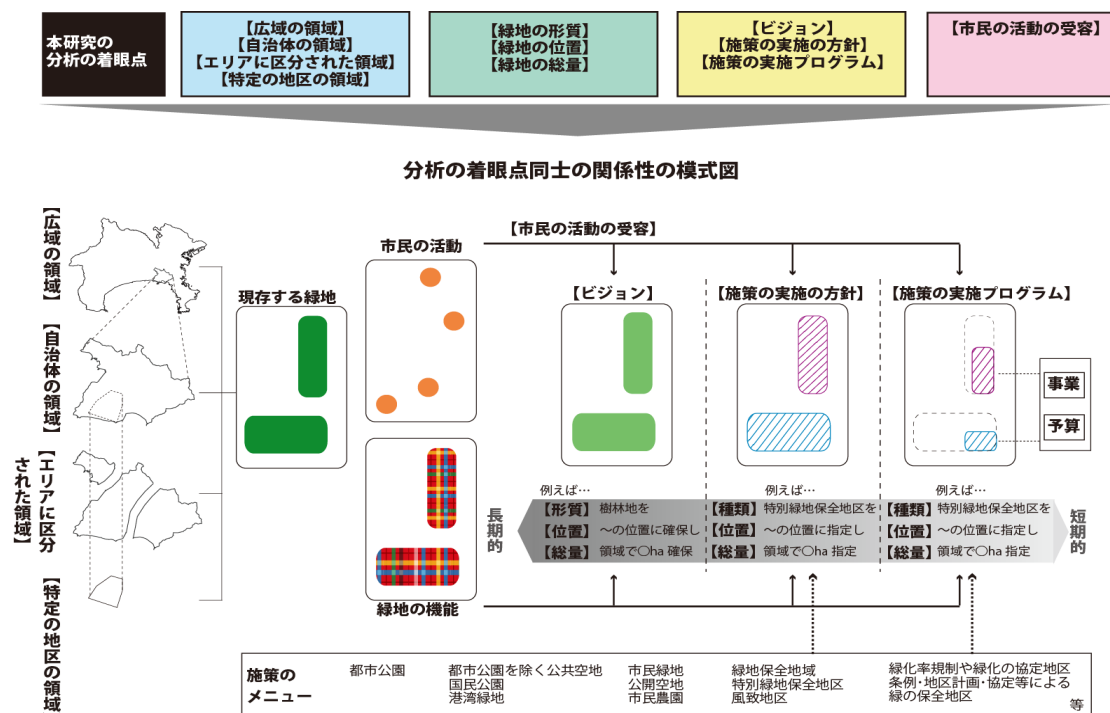 本研究の
分析の着眼点
【広域の領域】
【自治体の領域】
【エリアに区分された領域】
【特定の地区の領域】
【緑地の形質】
【緑地の位置】
【緑地の総量】
【ビジョン】
【施策の実施の方針】
【施策の実施プログラム】
【市民の活動の受容】
分析の着眼点同士の関係性の模式図
【広域の領域】
【自治体の領域】
【エリアに区分
された領域】
【特定の地区の領域】
現存する緑地
市民の活動
緑地の機能
【市民の活動の受容】
【ビジョン】
【施策の実施の方針】
【施策の実施プログラム】
事業
予算
長期的
例えば…
【形質】 樹林地を
【位置】 ～の位置に確保し
【総量】 領域で○ha 確保
例えば…
【種類】 特別緑地保全地区を
【位置】 ～の位置に指定し
【総量】 領域で○ha 指定
例えば…
【種類】 特別緑地保全地区を
【位置】 ～の位置に指定し
【総量】 領域で○ha 指定
短期的
施策の
メニュー
都市公園
都市公園を除く公共空地
国民公園
港湾緑地
市民緑地
公開空地
市民農園
緑地保全地域
特別緑地保全地区
風致地区
緑化率規制や緑化の協定地区
条例・地区計画・協定等による
緑の保全地区
等